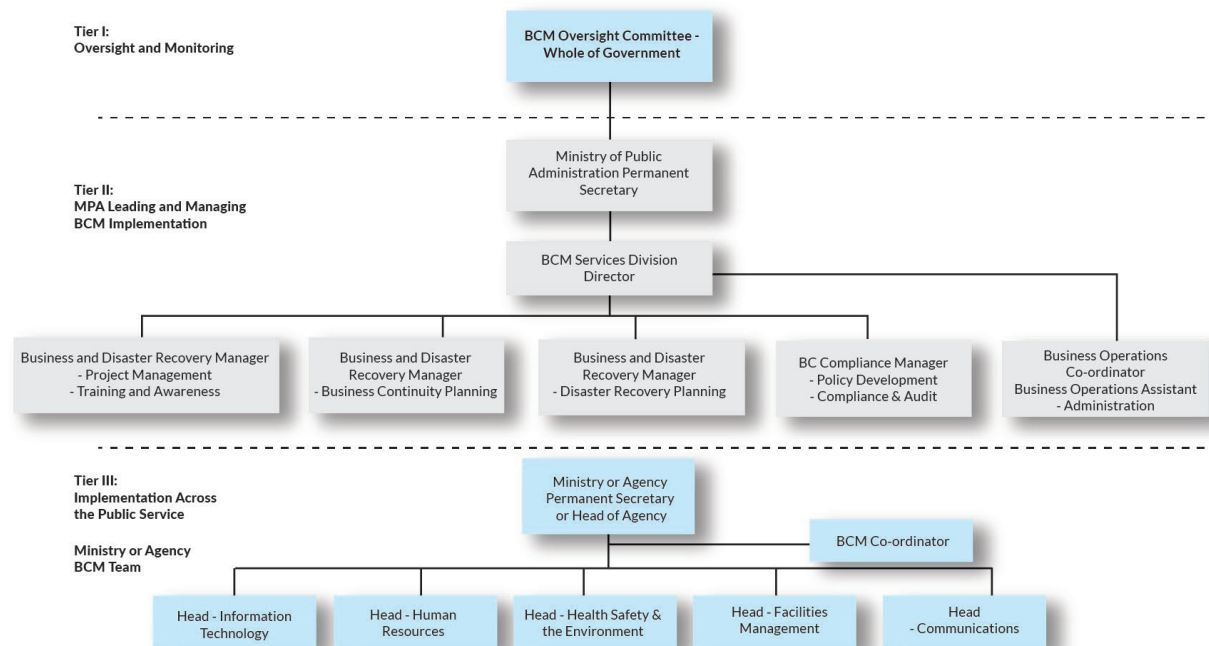 Tier I:
Oversight and Monitoring
BCM Oversight Committee -
Whole of Government
Tier II:
MPA Leading and Managing
BCM Implementation
Ministry of Public
Administration Permanent
Secretary
BCM Services Division
Director
Business and Disaster Recovery Manager
- Project Management
- Training and Awareness
Business and Disaster
Recovery Manager
- Business Continuity Planning
Business and Disaster
Recovery Manager
- Disaster Recovery Planning
BC Compliance Manager
- Policy Development
- Compliance & Audit
Business Operations
Co-ordinator
Business Operations Assistant
- Administration
Tier III:
Implementation Across
the Public Service
Ministry or Agency
BCM Team
Ministry or Agency
Permanent Secretary
or Head of Agency
BCM Co-ordinator
Head - Information
Technology
Head - Human
Resources
Head - Health Safety &
the Environment
Head - Facilities
Management
Head
- Communications